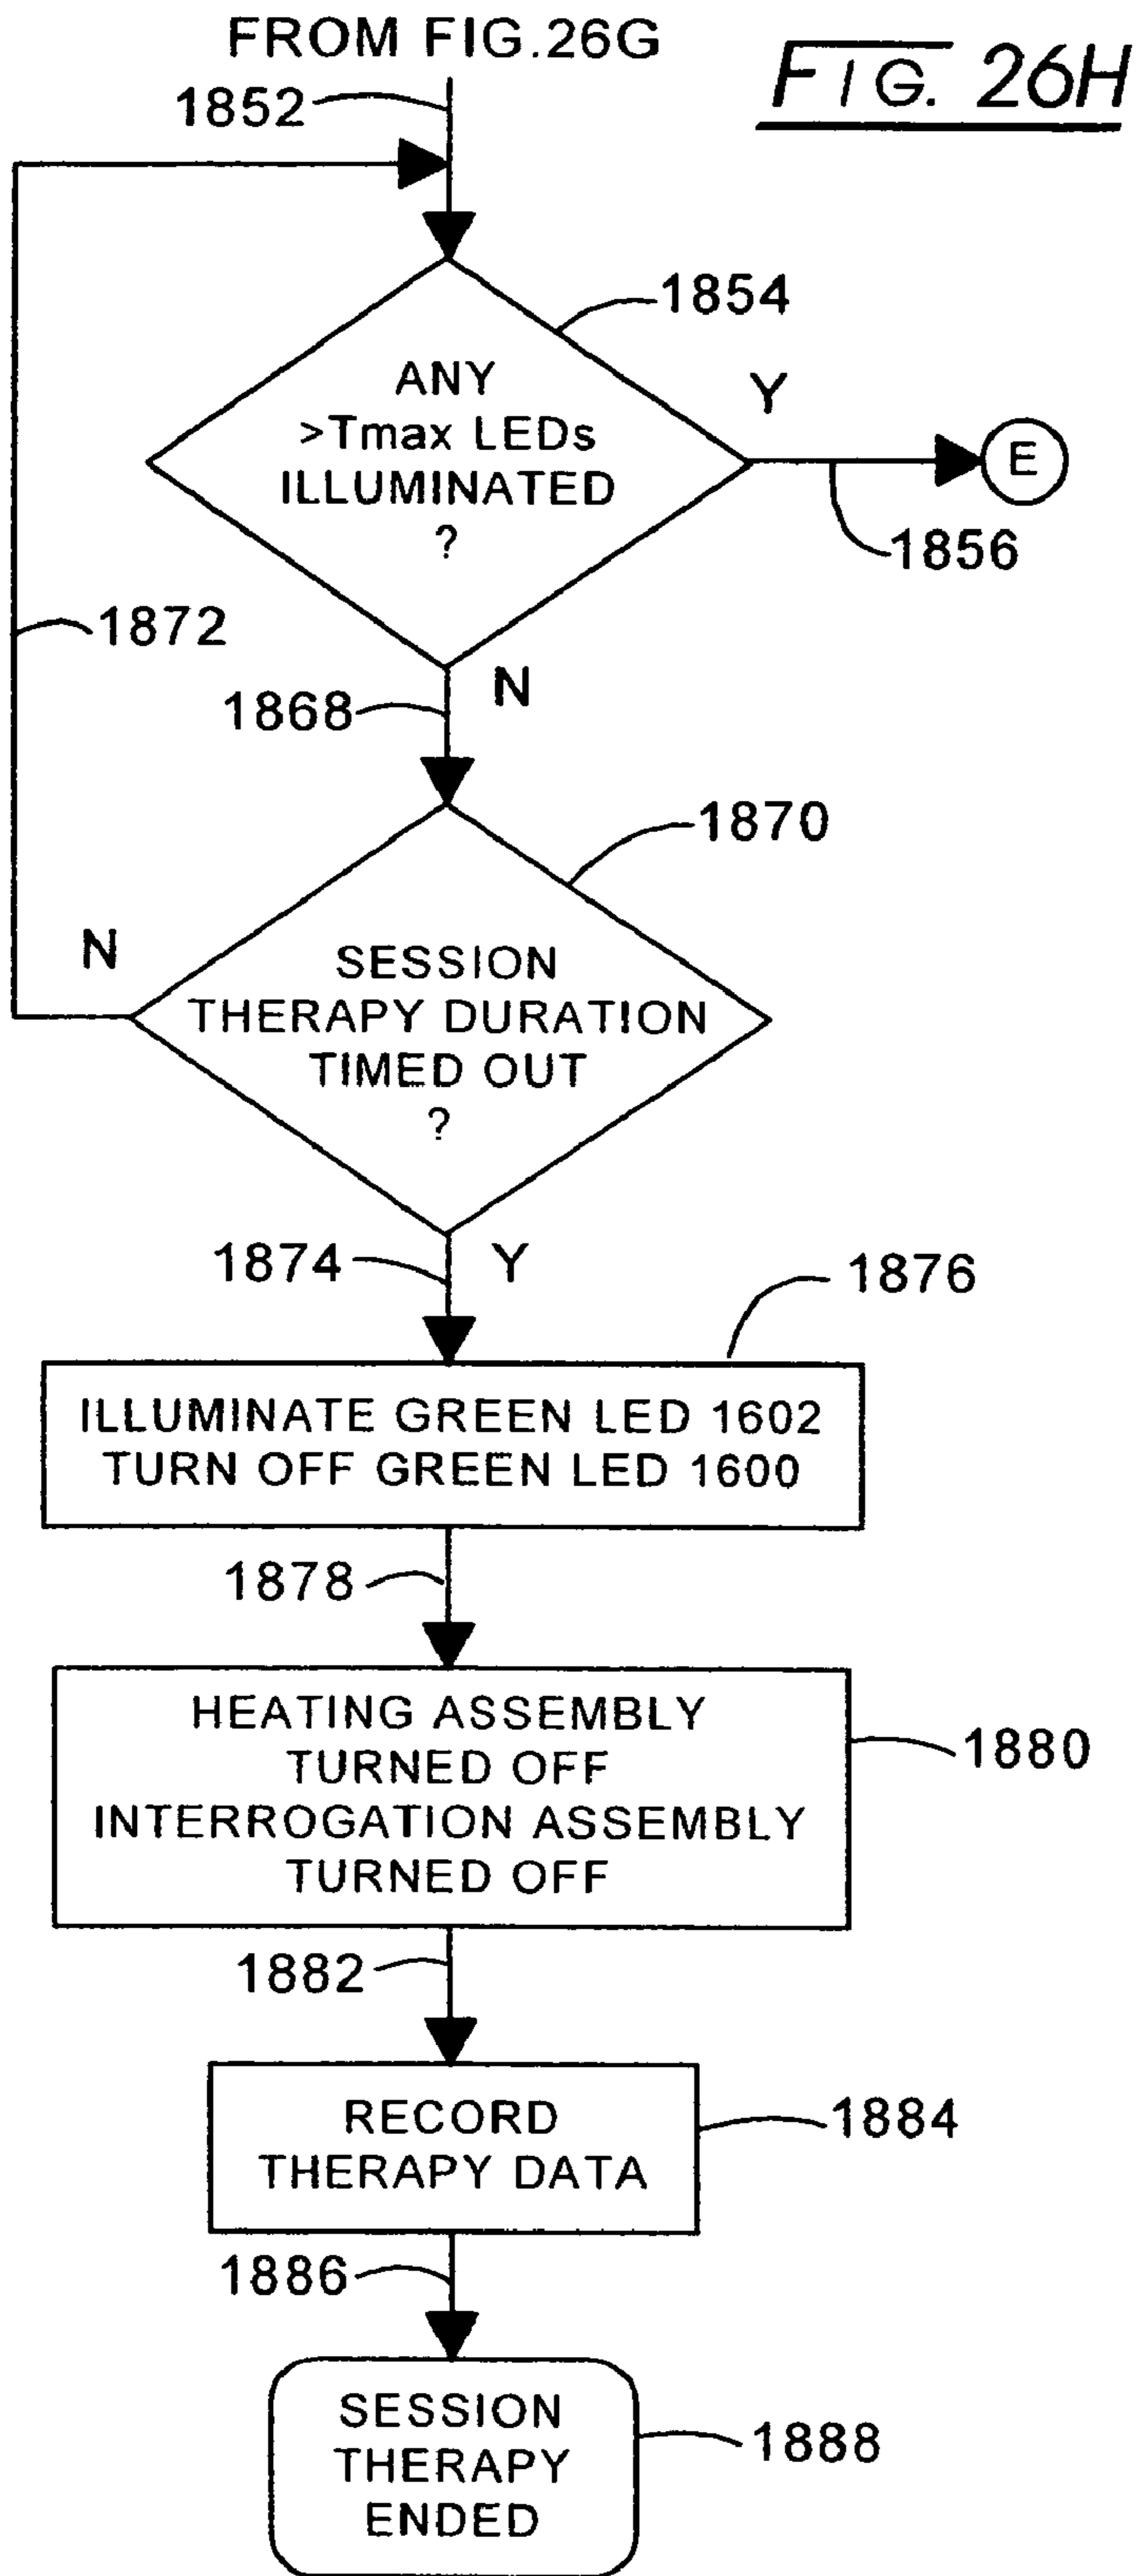 FROM FIG.26G
FIG. 26H
1852
1854
ANY
>Tmax LEDs
ILLUMINATED
?
Y
E
1856
1872
N
1868
1870
N
SESSION
THERAPY DURATION
TIMED OUT
?
1874
Y
1876
ILLUMINATE GREEN LED 1602
TURN OFF GREEN LED 1600
1878
HEATING ASSEMBLY
TURNED OFF
INTERROGATION ASSEMBLY
TURNED OFF
1880
1882
RECORD
THERAPY DATA
1884
1886
SESSION
THERAPY
ENDED
1888